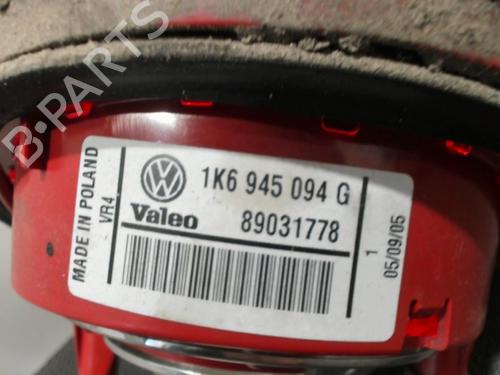 B-PARTS
MADE IN POLAND
VR4
1K6 945 094 G
Valeo
89031778
1
05/09/05